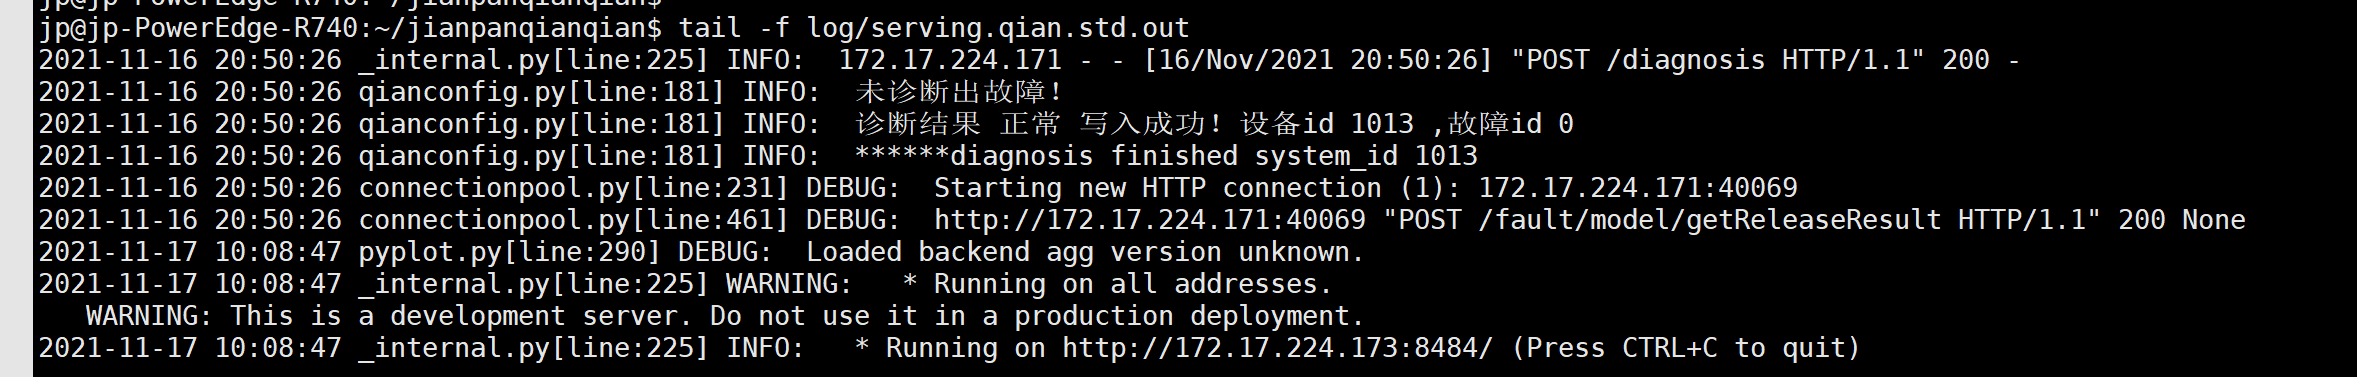 jp@jp-PowerEdge-R740:~/jianpanqianqian$
jp@jp-PowerEdge-R740:~/jianpanqianqian$ tail -f log/serving.qian.std.out
2021-11-16 20:50:26 _internal.py[line:225] INFO:  172.17.224.171 - - [16/Nov/2021 20:50:26] "POST /diagnosis HTTP/1.1" 200 -
2021-11-16 20:50:26 qianconfig.py[line:181] INFO:  未诊断出故障!
2021-11-16 20:50:26 qianconfig.py[line:181] INFO:  诊断结果 正常 写入成功! 设备id 1013 ,故障id 0
2021-11-16 20:50:26 qianconfig.py[line:181] INFO:  ******diagnosis finished system_id 1013
2021-11-16 20:50:26 connectionpool.py[line:231] DEBUG:  Starting new HTTP connection (1): 172.17.224.171:40069
2021-11-16 20:50:26 connectionpool.py[line:461] DEBUG:  http://172.17.224.171:40069 "POST /fault/model/getReleaseResult HTTP/1.1" 200 None
2021-11-17 10:08:47 pyplot.py[line:290] DEBUG:  Loaded backend agg version unknown.
2021-11-17 10:08:47 _internal.py[line:225] WARNING:   * Running on all addresses.
   WARNING: This is a development server. Do not use it in a production deployment.
2021-11-17 10:08:47 _internal.py[line:225] INFO:   * Running on http://172.17.224.173:8484/ (Press CTRL+C to quit)